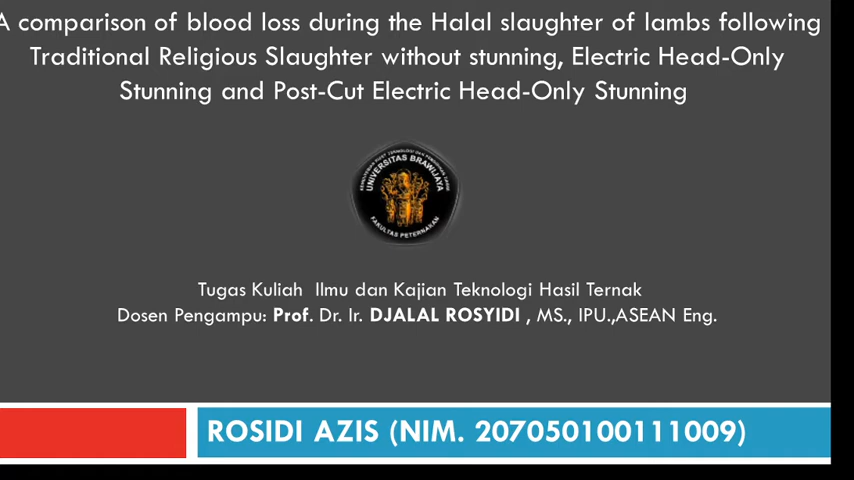 A comparison of blood loss during the Halal slaughter of lambs following
Traditional Religious Slaughter without stunning, Electric Head-Only
Stunning and Post-Cut Electric Head-Only Stunning
UNIVERSITAS BRAWIJAYA
FAKULTAS PETERNAKAN
Tugas Kuliah Ilmu dan Kajian Teknologi Hasil Ternak
Dosen Pengampu: Prof. Dr. Ir. DJALAL ROSYIDI , MS., IPU.,ASEAN Eng.
ROSIDI AZIS (NIM. 207050100111009)